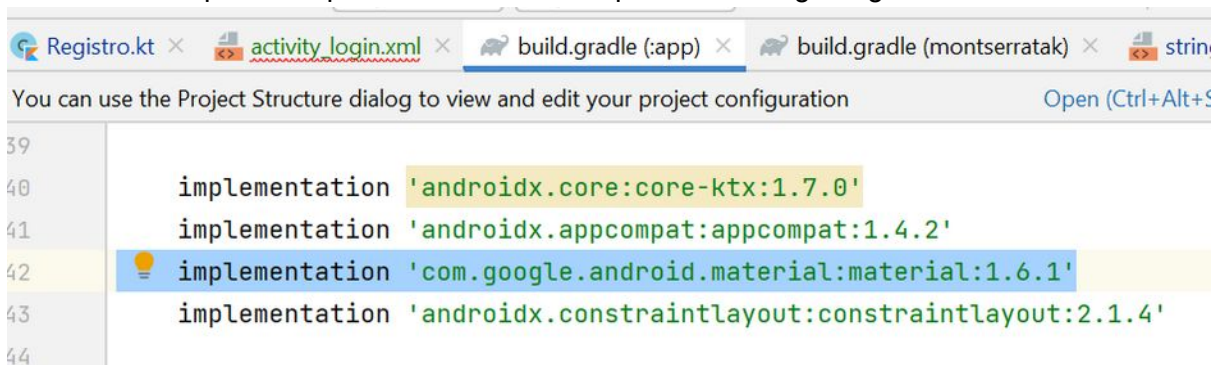 Registro.kt activity_login.xml build.gradle (:app) build.gradle (montserratak) string
You can use the Project Structure dialog to view and edit your project configuration Open (Ctrl+Alt+S
39
40 implementation 'androidx.core:core-ktx:1.7.0'
41 implementation 'androidx.appcompat:appcompat:1.4.2'
42 implementation 'com.google.android.material:material:1.6.1'
43 implementation 'androidx.constraintlayout:constraintlayout:2.1.4'
44